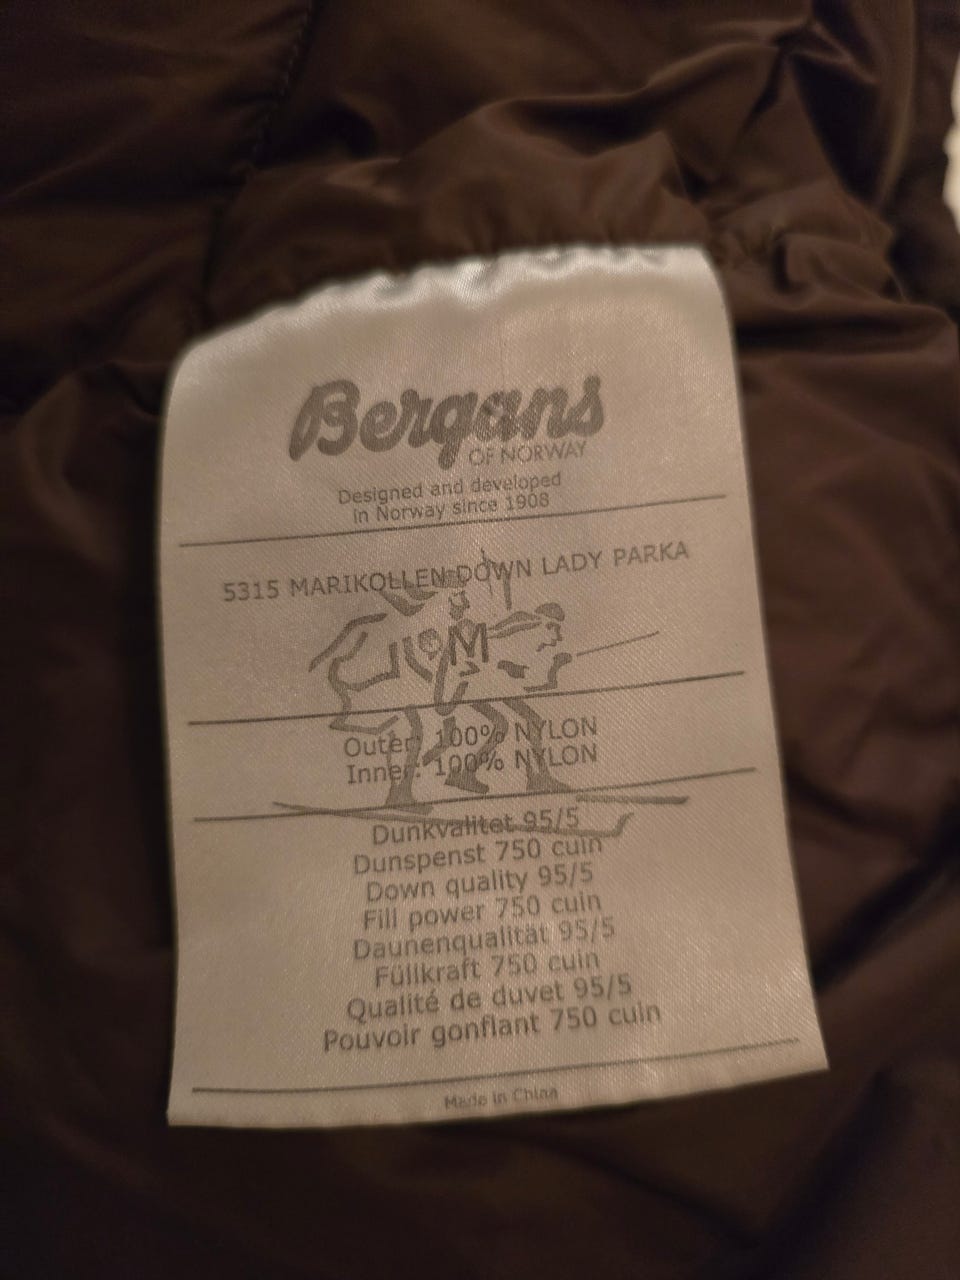 Bergans
OF NORWAY
Designed and developed
in Norway since 1908
5315 MARIKOLLEN DOWN LADY PARKA
M
Outer: 100% NYLON
Inner: 100% NYLON
Dunkvalitet 95/5
Dunspenst 750 cuin
Down quality 95/5
Fill power 750 cuin
Daunenqualität 95/5
Füllkraft 750 cuin
Qualité de duvet 95/5
Pouvoir gonflant 750 cuin
Made in China